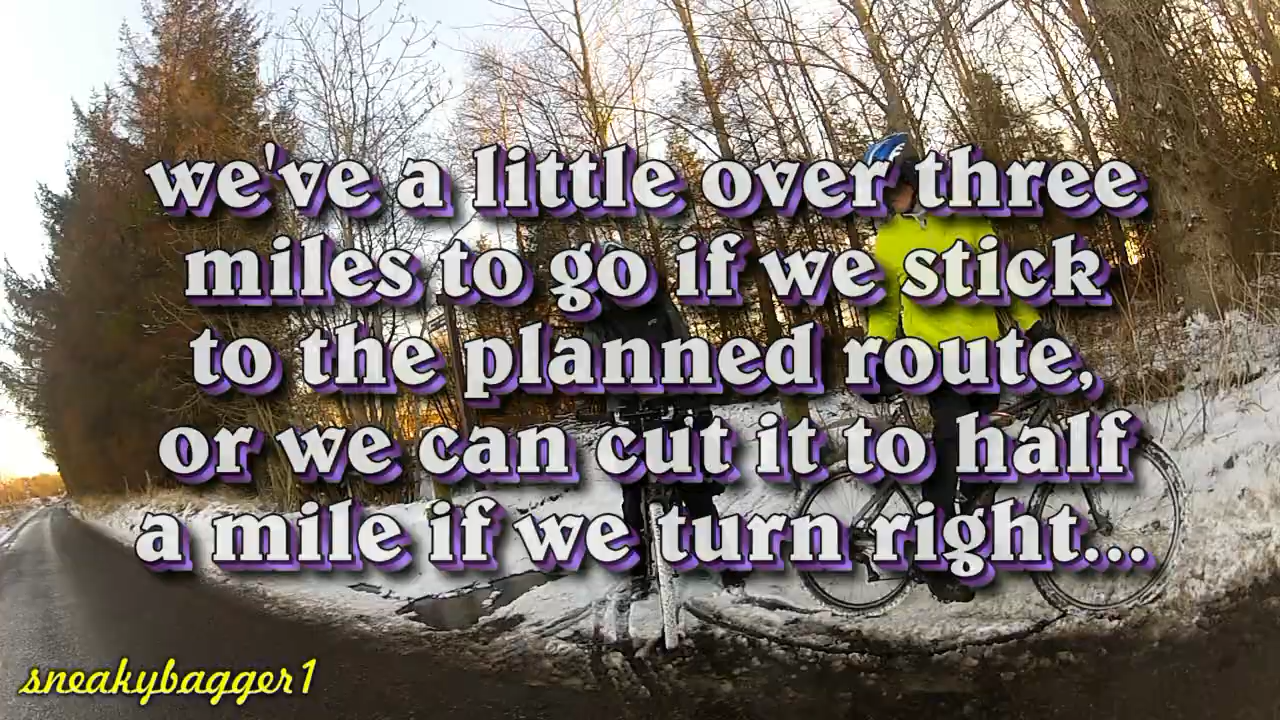 we've a little over three
miles to go if we stick
to the planned route,
or we can cut it to half
a mile if we turn right...
sneakybagger1